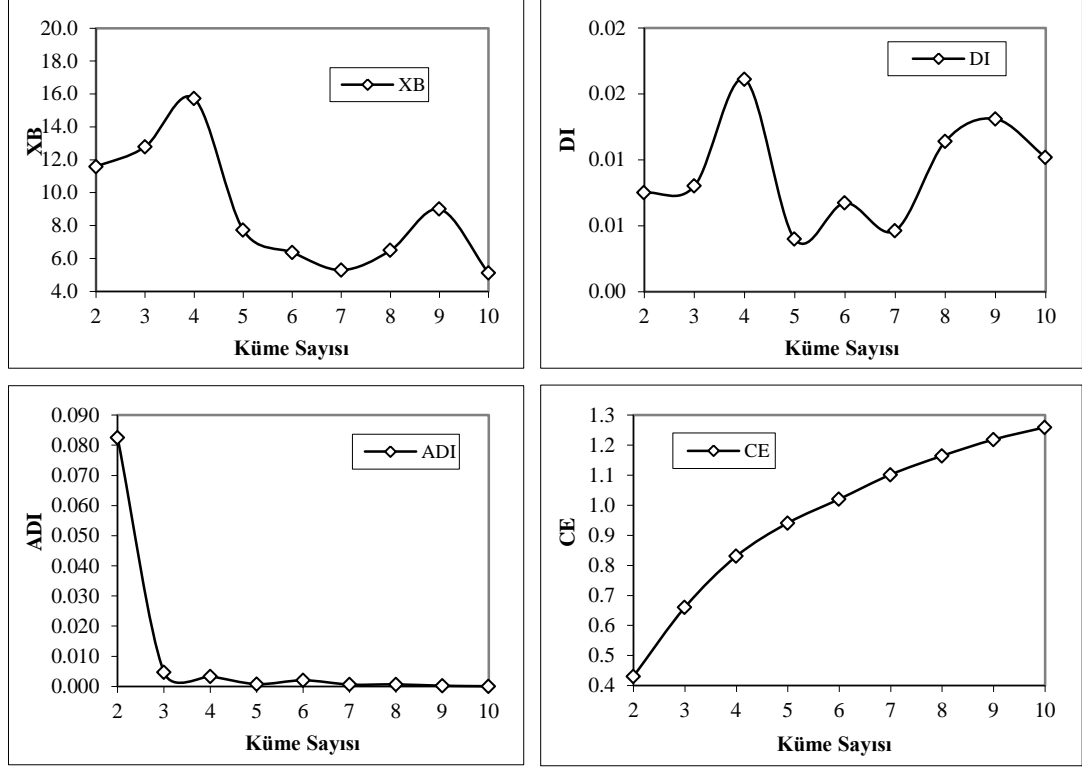 20.0
18.0
16.0
14.0
12.0
10.0
8.0
6.0
4.0
XB
XB
2 3 4 5 6 7 8 9 10
Küme Sayısı
0.02
0.02
0.01
0.01
0.00
DI
DI
2 3 4 5 6 7 8 9 10
Küme Sayısı
0.090
0.080
0.070
0.060
0.050
0.040
0.030
0.020
0.010
0.000
ADI
ADI
2 3 4 5 6 7 8 9 10
Küme Sayısı
1.3
1.2
1.1
1.0
0.9
0.8
0.7
0.6
0.5
0.4
CE
CE
2 3 4 5 6 7 8 9 10
Küme Sayısı